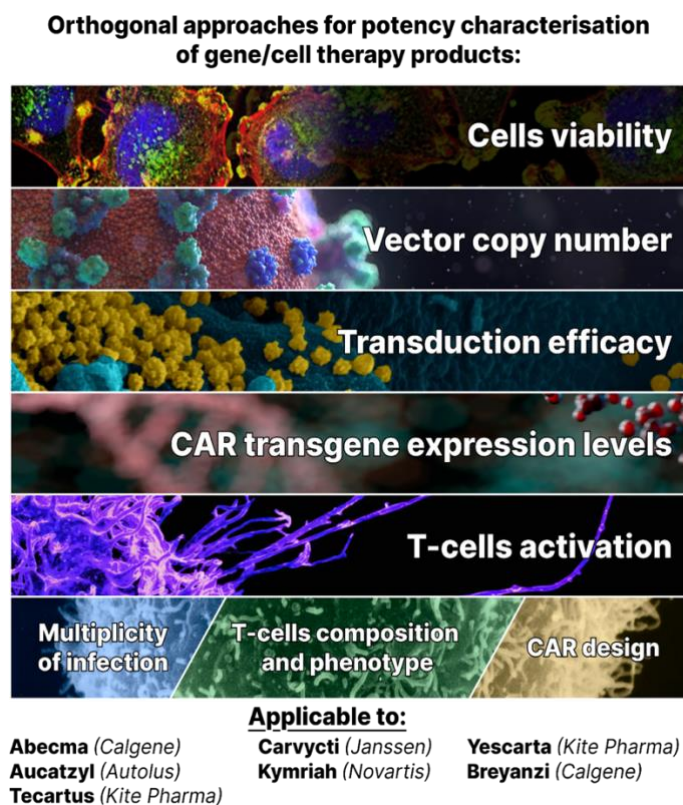 Orthogonal approaches for potency characterisation
of gene/cell therapy products:
Cells viability
Vector copy number
Transduction efficacy
CAR transgene expression levels
T-cells activation
Multiplicity
of infection
T-cells composition
and phenotype
CAR design
Applicable to:
Abecma (Calgene)
Carvycti (Janssen)
Yescarta (Kite Pharma)
Aucatzyl (Autolus)
Kymriah (Novartis)
Breyanzi (Calgene)
Tecartus (Kite Pharma)